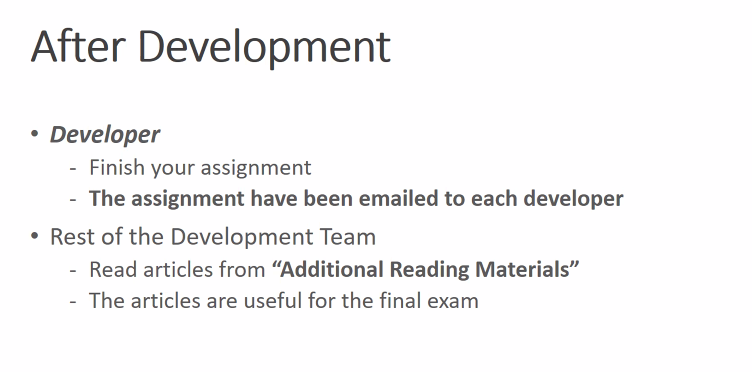 After Development
• Developer
- Finish your assignment
- The assignment have been emailed to each developer
• Rest of the Development Team
- Read articles from “Additional Reading Materials”
- The articles are useful for the final exam